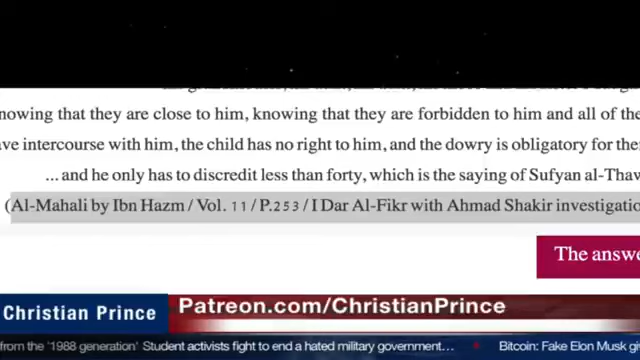 nowing that they are close to him, knowing that they are forbidden to him and all of the
ave intercourse with him, the child has no right to him, and the dowry is obligatory for the
... and he only has to discredit less than forty, which is the saying of Sufyan al-Thaw
(Al-Mahali by Ibn Hazm / Vol. 11 / P.253 / I Dar Al-Fikr with Ahmad Shakir investigatio
The answe
Christian Prince
Patreon.com/ChristianPrince
from the '1988 generation' Student activists fight to end a hated military government...
Bitcoin: Fake Elon Musk gi